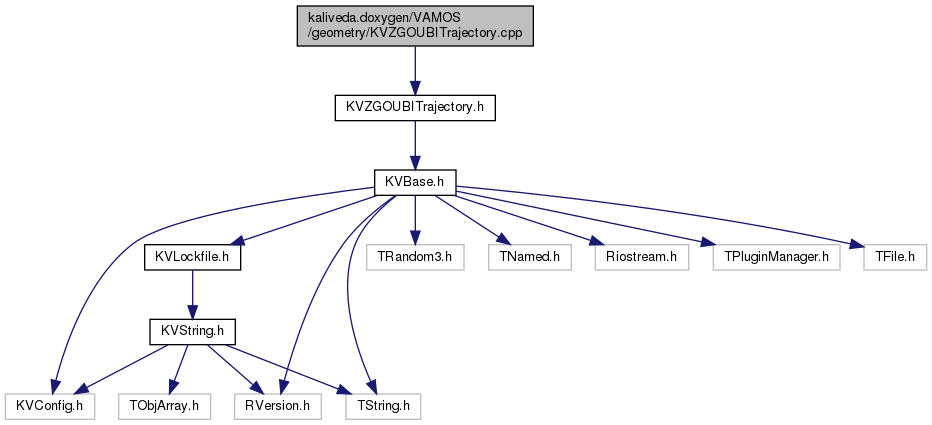 kaliveda.doxygen/VAMOS
/geometry/KVZGOUBITrajectory.cpp
KVZGOUBITrajectory.h
KVBase.h
KVLockfile.h
TRandom3.h
TNamed.h
Riostream.h
TPluginManager.h
TFile.h
KVString.h
KVConfig.h
TObjArray.h
RVersion.h
TString.h